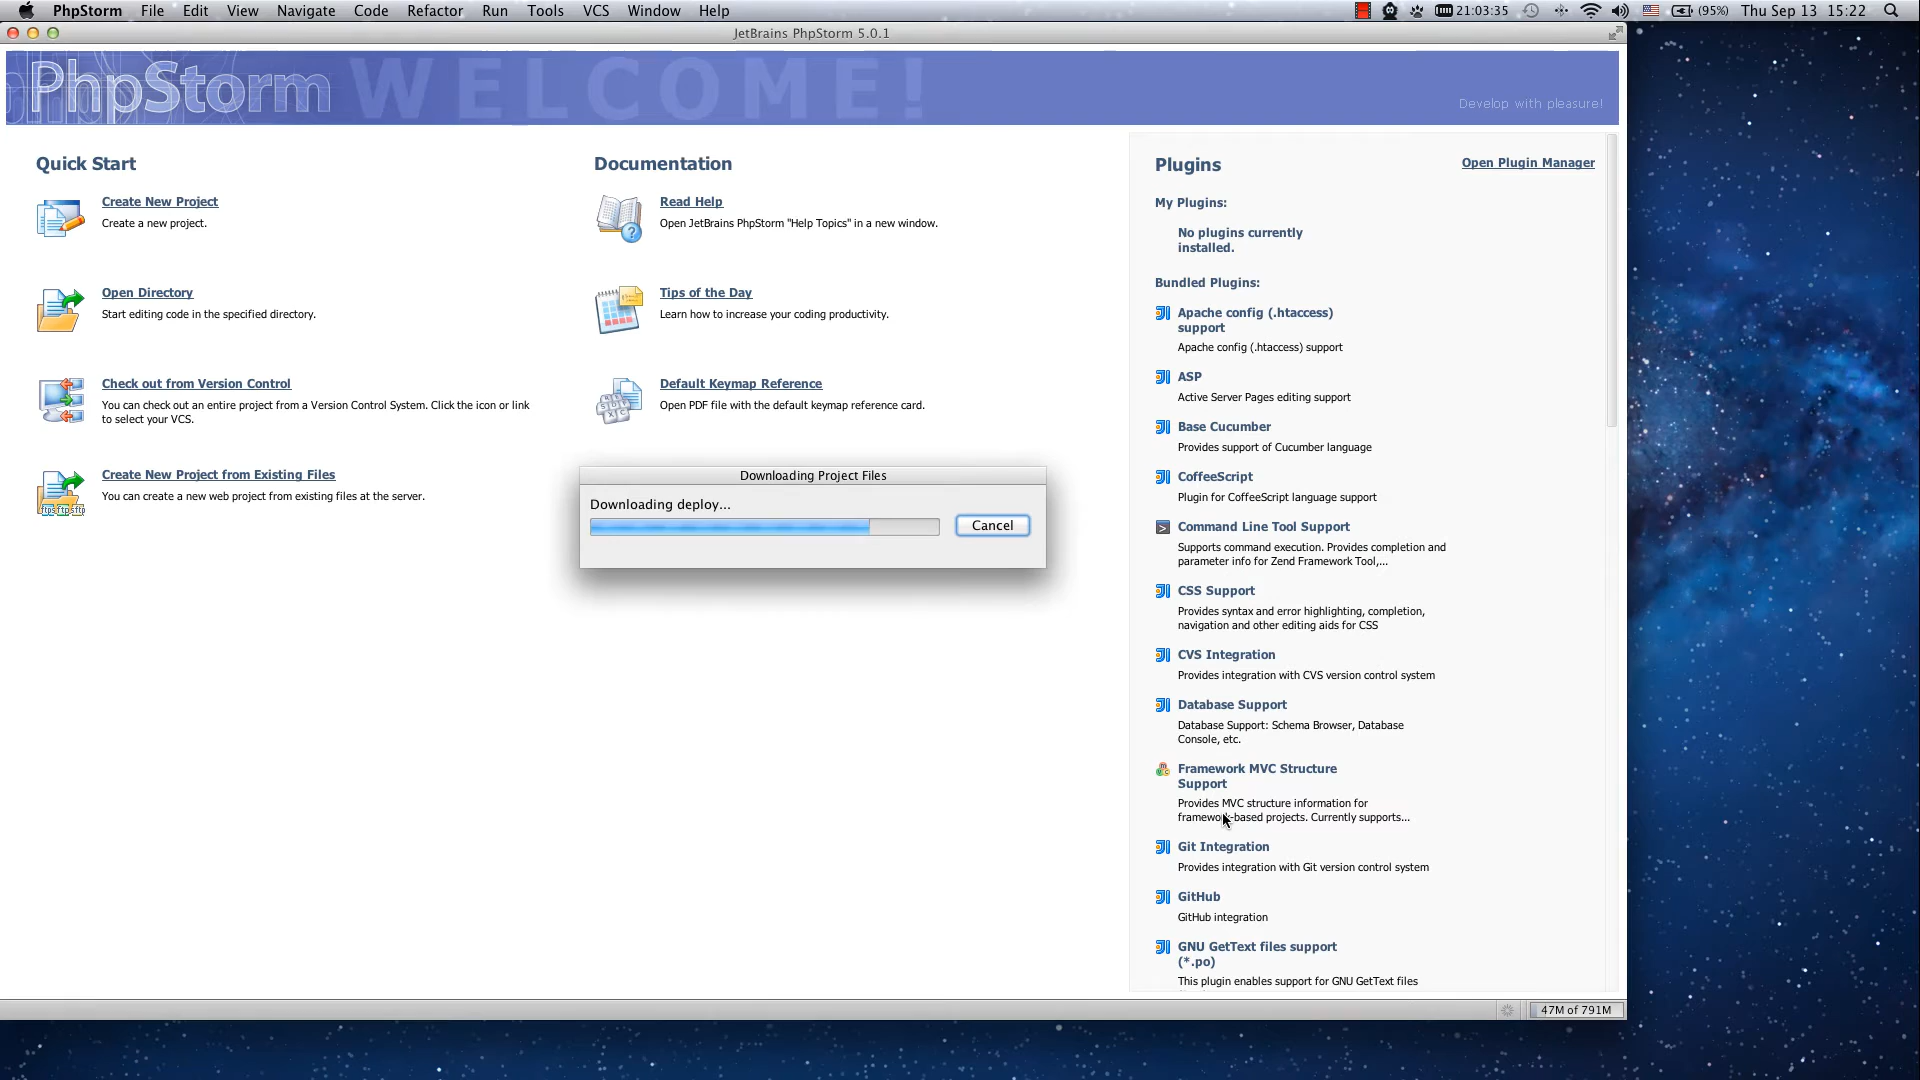 PhpStorm File Edit View Navigate Code Refactor Run Tools VCS Window Help 21:03:35 (95%) Thu Sep 13 15:22
JetBrains PhpStorm 5.0.1
PhpStorm WELCOME!
Develop with pleasure!
Quick Start
Create New Project
Create a new project.
Open Directory
Start editing code in the specified directory.
Check out from Version Control
You can check out an entire project from a Version Control System. Click the icon or link
to select your VCS.
Create New Project from Existing Files
You can create a new web project from existing files at the server.
ftps ftp sftp
Documentation
Read Help
Open JetBrains PhpStorm "Help Topics" in a new window.
Tips of the Day
Learn how to increase your coding productivity.
Default Keymap Reference
Open PDF file with the default keymap reference card.
Downloading Project Files
Downloading deploy...
Cancel
Plugins
Open Plugin Manager
My Plugins:
No plugins currently
installed.
Bundled Plugins:
Apache config (.htaccess)
support
Apache config (.htaccess) support
ASP
Active Server Pages editing support
Base Cucumber
Provides support of Cucumber language
CoffeeScript
Plugin for CoffeeScript language support
Command Line Tool Support
Supports command execution. Provides completion and
parameter info for Zend Framework Tool,...
CSS Support
Provides syntax and error highlighting, completion,
navigation and other editing aids for CSS
CVS Integration
Provides integration with CVS version control system
Database Support
Database Support: Schema Browser, Database
Console, etc.
Framework MVC Structure
Support
Provides MVC structure information for
framework-based projects. Currently supports...
Git Integration
Provides integration with Git version control system
GitHub
GitHub integration
GNU GetText files support
(*.po)
This plugin enables support for GNU GetText files
47M of 791M